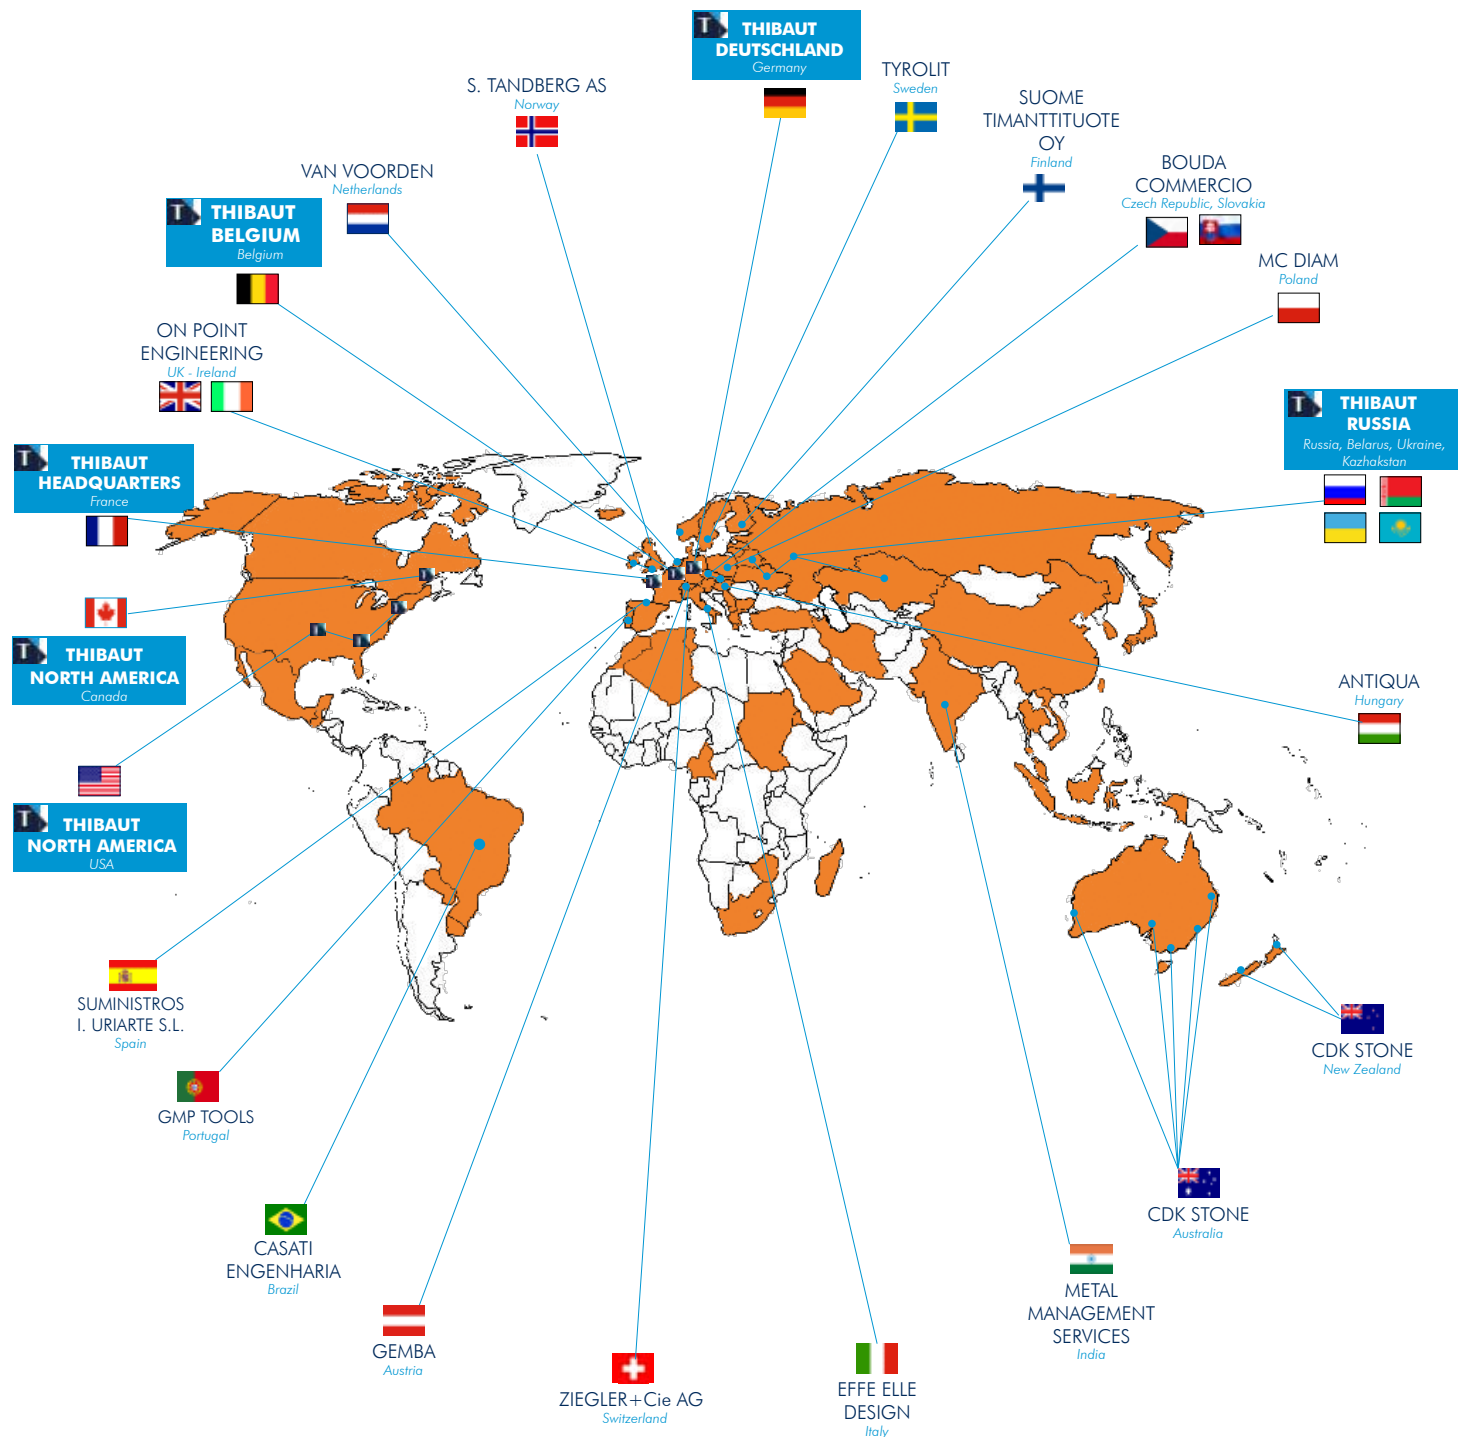 THIBAUT
DEUTSCHLAND
Germany
TYROLIT
Sweden
S. TANDBERG AS
Norway
SUOME
TIMANTTITUOTE
OY
Finland
VAN VOORDEN
Netherlands
BOUDA
COMMERCIO
Czech Republic, Slovakia
THIBAUT
BELGIUM
Belgium
MC DIAM
Poland
ON POINT
ENGINEERING
UK - Ireland
THIBAUT
RUSSIA
Russia, Belarus, Ukraine,
Kazhakstan
THIBAUT
HEADQUARTERS
France
THIBAUT
NORTH AMERICA
Canada
ANTIQUA
Hungary
THIBAUT
NORTH AMERICA
USA
SUMINISTROS
I. URIARTE S.L.
Spain
CDK STONE
New Zealand
GMP TOOLS
Portugal
CDK STONE
Australia
CASATI
ENGENHARIA
Brazil
METAL
MANAGEMENT
SERVICES
India
GEMBA
Austria
ZIEGLER+Cie AG
Switzerland
EFFE ELLE
DESIGN
Italy